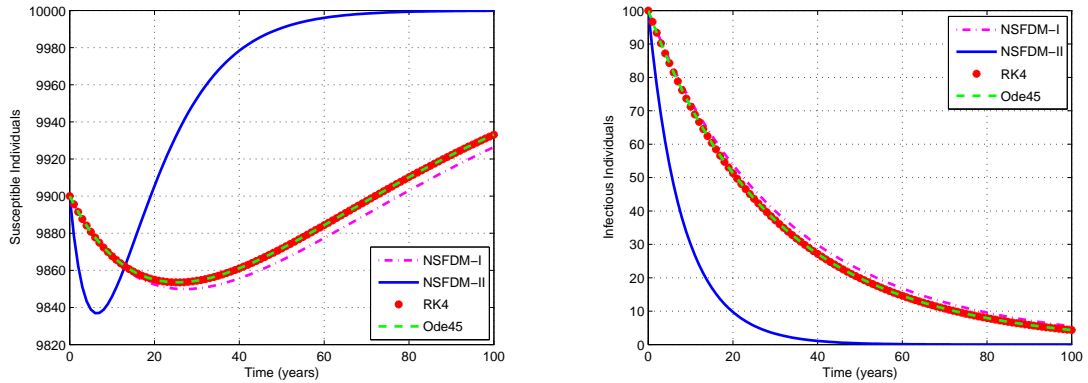 10000
9980
9960
9940
9920
9900
9880
9860
9840
9820
0
20
40
60
80
100
Susceptible Individuals
Time (years)
NSFDM−I
NSFDM−II
RK4
Ode45
100
90
80
70
60
50
40
30
20
10
0
0
20
40
60
80
100
Infectious Individuals
Time (years)
NSFDM−I
NSFDM−II
RK4
Ode45